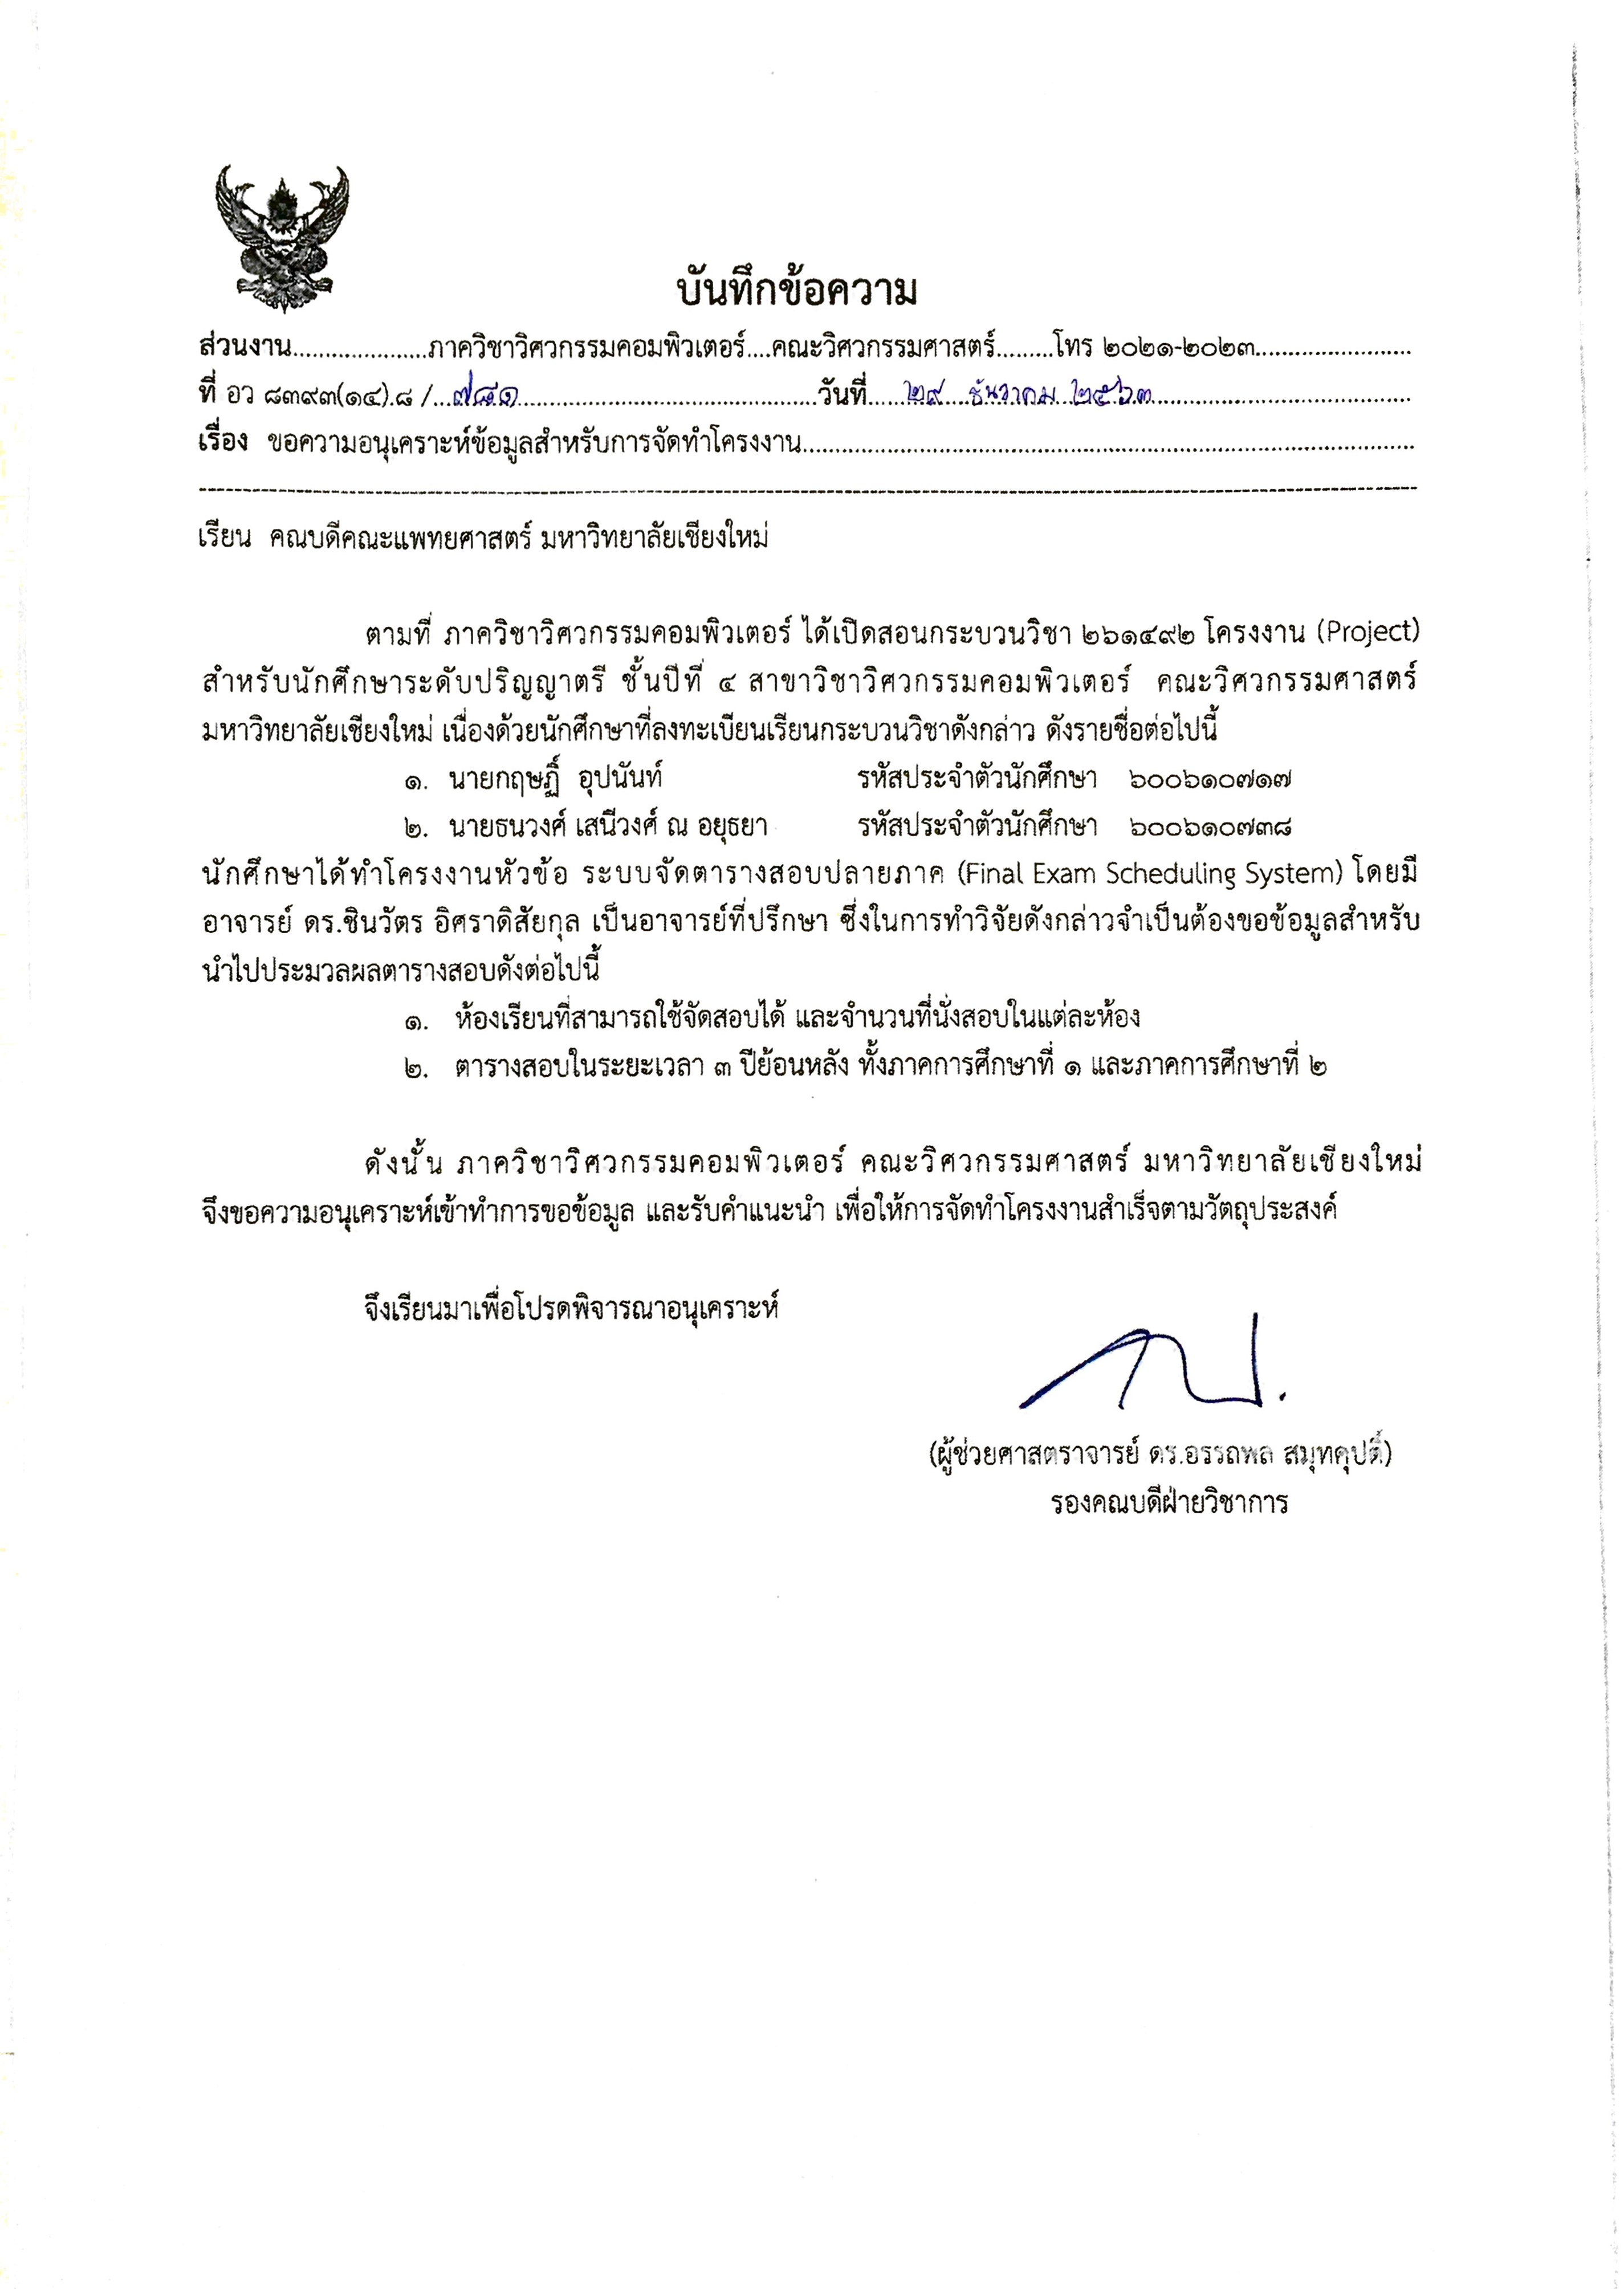 บันทึกข้อความ
ส่วนงาน.....................ภาควิชาวิศวกรรมคอมพิวเตอร์....คณะวิศวกรรมศาสตร์.........โทร ๒๐๒๑-๒๐๒๓........................
ที่ อว ๘๓๙๓(๑๔).๘ /...๗๘๑...............................................วันที่......๒๙...ธันวาคม..๒๕๖๓.........................................
เรื่อง ขอความอนุเคราะห์ข้อมูลสำหรับการจัดทำโครงงาน.................................................................................................
เรียน คณบดีคณะแพทยศาสตร์ มหาวิทยาลัยเชียงใหม่
ตามที่ ภาควิชาวิศวกรรมคอมพิวเตอร์ ได้เปิดสอนกระบวนวิชา ๒๖๑๔๙๒ โครงงาน (Project)
สำหรับนักศึกษาระดับปริญญาตรี ชั้นปีที่ ๔ สาขาวิชาวิศวกรรมคอมพิวเตอร์ คณะวิศวกรรมศาสตร์
มหาวิทยาลัยเชียงใหม่ เนื่องด้วยนักศึกษาที่ลงทะเบียนเรียนกระบวนวิชาดังกล่าว ดังรายชื่อต่อไปนี้
๑. นายกฤษฏิ์ อุปนันท์ รหัสประจำตัวนักศึกษา ๖๐๐๖๑๐๗๑๗
๒. นายธนวงศ์ เสนีวงศ์ ณ อยุธยา รหัสประจำตัวนักศึกษา ๖๐๐๖๑๐๗๓๘
นักศึกษาได้ทำโครงงานหัวข้อ ระบบจัดตารางสอบปลายภาค (Final Exam Scheduling System) โดยมี
อาจารย์ ดร.ชินวัตร อิศราดิสัยกุล เป็นอาจารย์ที่ปรึกษา ซึ่งในการทำวิจัยดังกล่าวจำเป็นต้องขอข้อมูลสำหรับ
นำไปประมวลผลตารางสอบดังต่อไปนี้
๑. ห้องเรียนที่สามารถใช้จัดสอบได้ และจำนวนที่นั่งสอบในแต่ละห้อง
๒. ตารางสอบในระยะเวลา ๓ ปีย้อนหลัง ทั้งภาคการศึกษาที่ ๑ และภาคการศึกษาที่ ๒
ดังนั้น ภาควิชาวิศวกรรมคอมพิวเตอร์ คณะวิศวกรรมศาสตร์ มหาวิทยาลัยเชียงใหม่
จึงขอความอนุเคราะห์เข้าทำการขอข้อมูล และรับคำแนะนำ เพื่อให้การจัดทำโครงงานสำเร็จตามวัตถุประสงค์
จึงเรียนมาเพื่อโปรดพิจารณาอนุเคราะห์
(ผู้ช่วยศาสตราจารย์ ดร.อรรถพล สมุทคุปติ์)
รองคณบดีฝ่ายวิชาการ